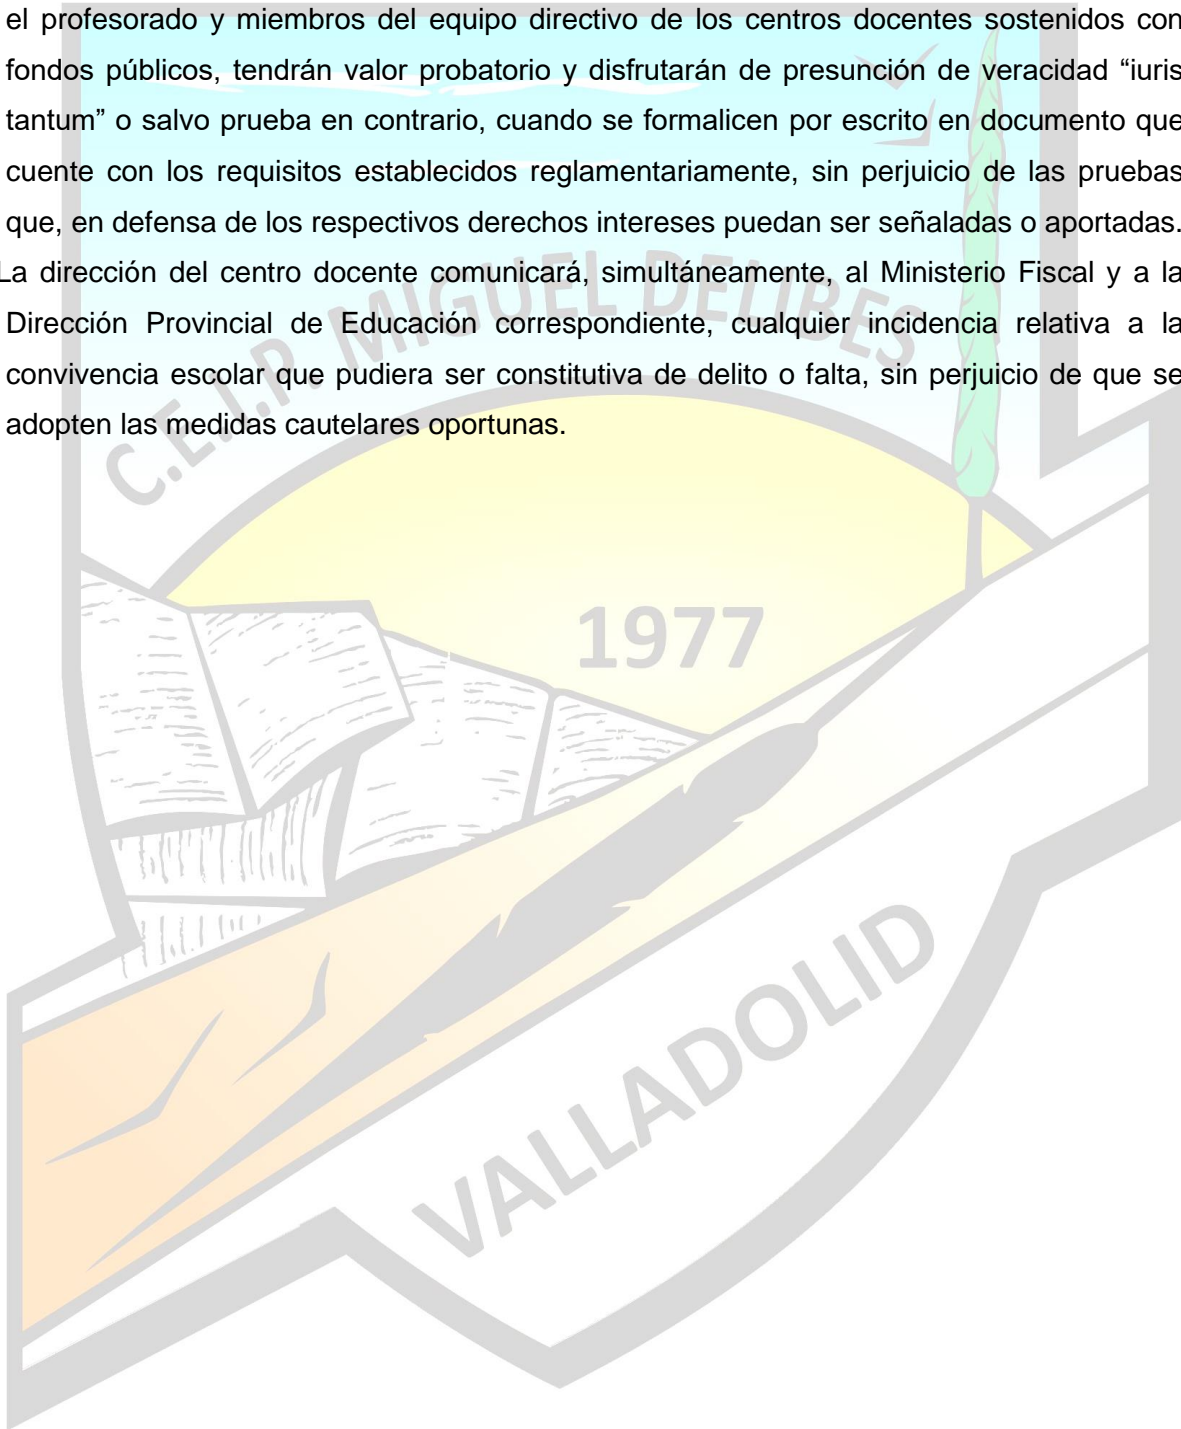 el profesorado y miembros del equipo directivo de los centros docentes sostenidos con
fondos públicos, tendrán valor probatorio y disfrutarán de presunción de veracidad “iuris
tantum” o salvo prueba en contrario, cuando se formalicen por escrito en documento que
cuente con los requisitos establecidos reglamentariamente, sin perjuicio de las pruebas
que, en defensa de los respectivos derechos intereses puedan ser señaladas o aportadas.
La dirección del centro docente comunicará, simultáneamente, al Ministerio Fiscal y a la
Dirección Provincial de Educación correspondiente, cualquier incidencia relativa a la
convivencia escolar que pudiera ser constitutiva de delito o falta, sin perjuicio de que se
adopten las medidas cautelares oportunas.
C.E.I.P. MIGUEL DELIBES
1977
VALLADOLID